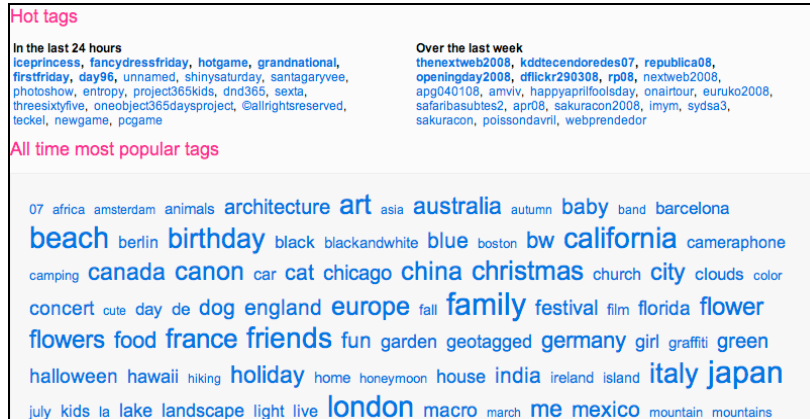 Hot tags
In the last 24 hours
iceprincess, fancydressfriday, hotgame, grandnational,
firstfriday, day96, unnamed, shinysaturday, santagaryvee,
photoshow, entropy, project365kids, dnd365, sexta,
threesixtyfive, oneobject365daysproject, ©allrightsreserved,
teckel, newgame, pcgame
Over the last week
thenextweb2008, kddtecendoredes07, republica08,
openingday2008, dflickr290308, rp08, nextweb2008,
apg040108, amviv, happyaprilfoolsday, onairtour, euruko2008,
safaribasubtes2, apr08, sakuracon2008, imym, sydsa3,
sakuracon, poissondavril, webprendedor
All time most popular tags
07 africa amsterdam animals architecture art asia australia autumn baby band barcelona
beach berlin birthday black blackandwhite blue boston bw california cameraphone
camping canada canon car cat chicago china christmas church city clouds color
concert cute day de dog england europe fall family festival film florida flower
flowers food france friends fun garden geotagged germany girl graffiti green
halloween hawaii hiking holiday home honeymoon house india ireland island italy japan
july kids la lake landscape light live london macro march me mexico mountain mountains